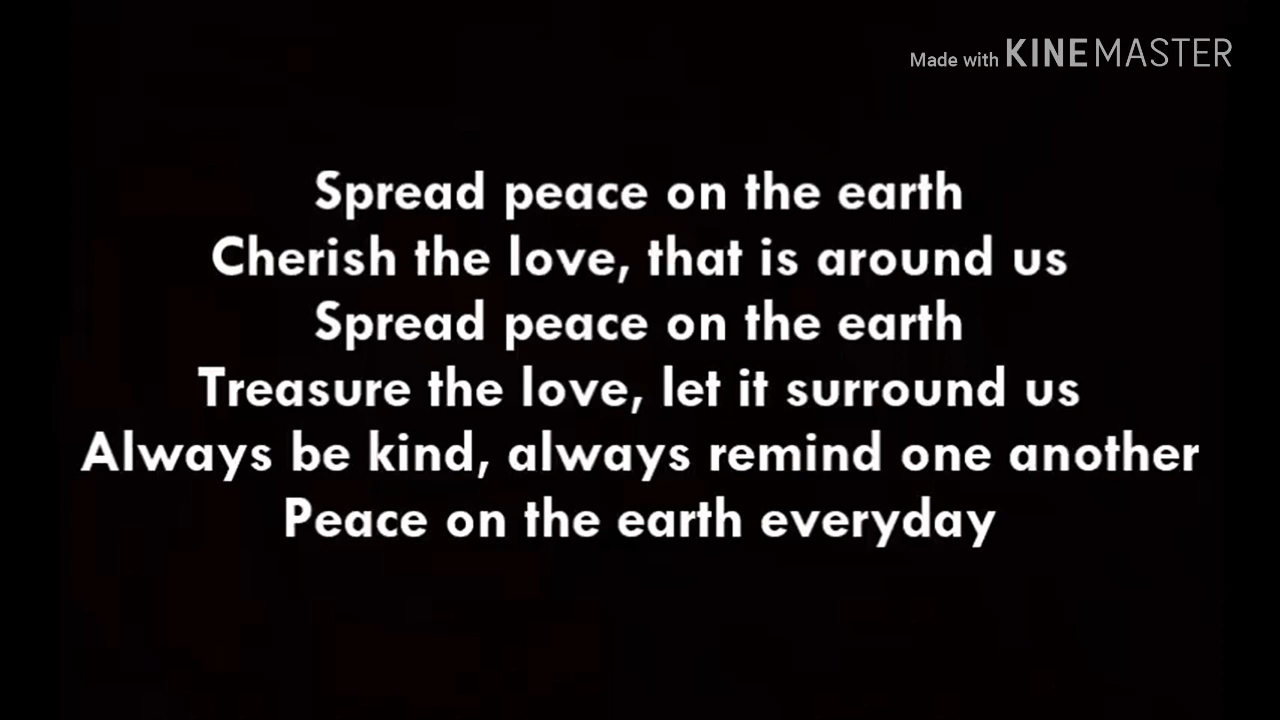 Made with KINEMASTER
Spread peace on the earth
Cherish the love, that is around us
Spread peace on the earth
Treasure the love, let it surround us
Always be kind, always remind one another
Peace on the earth everyday